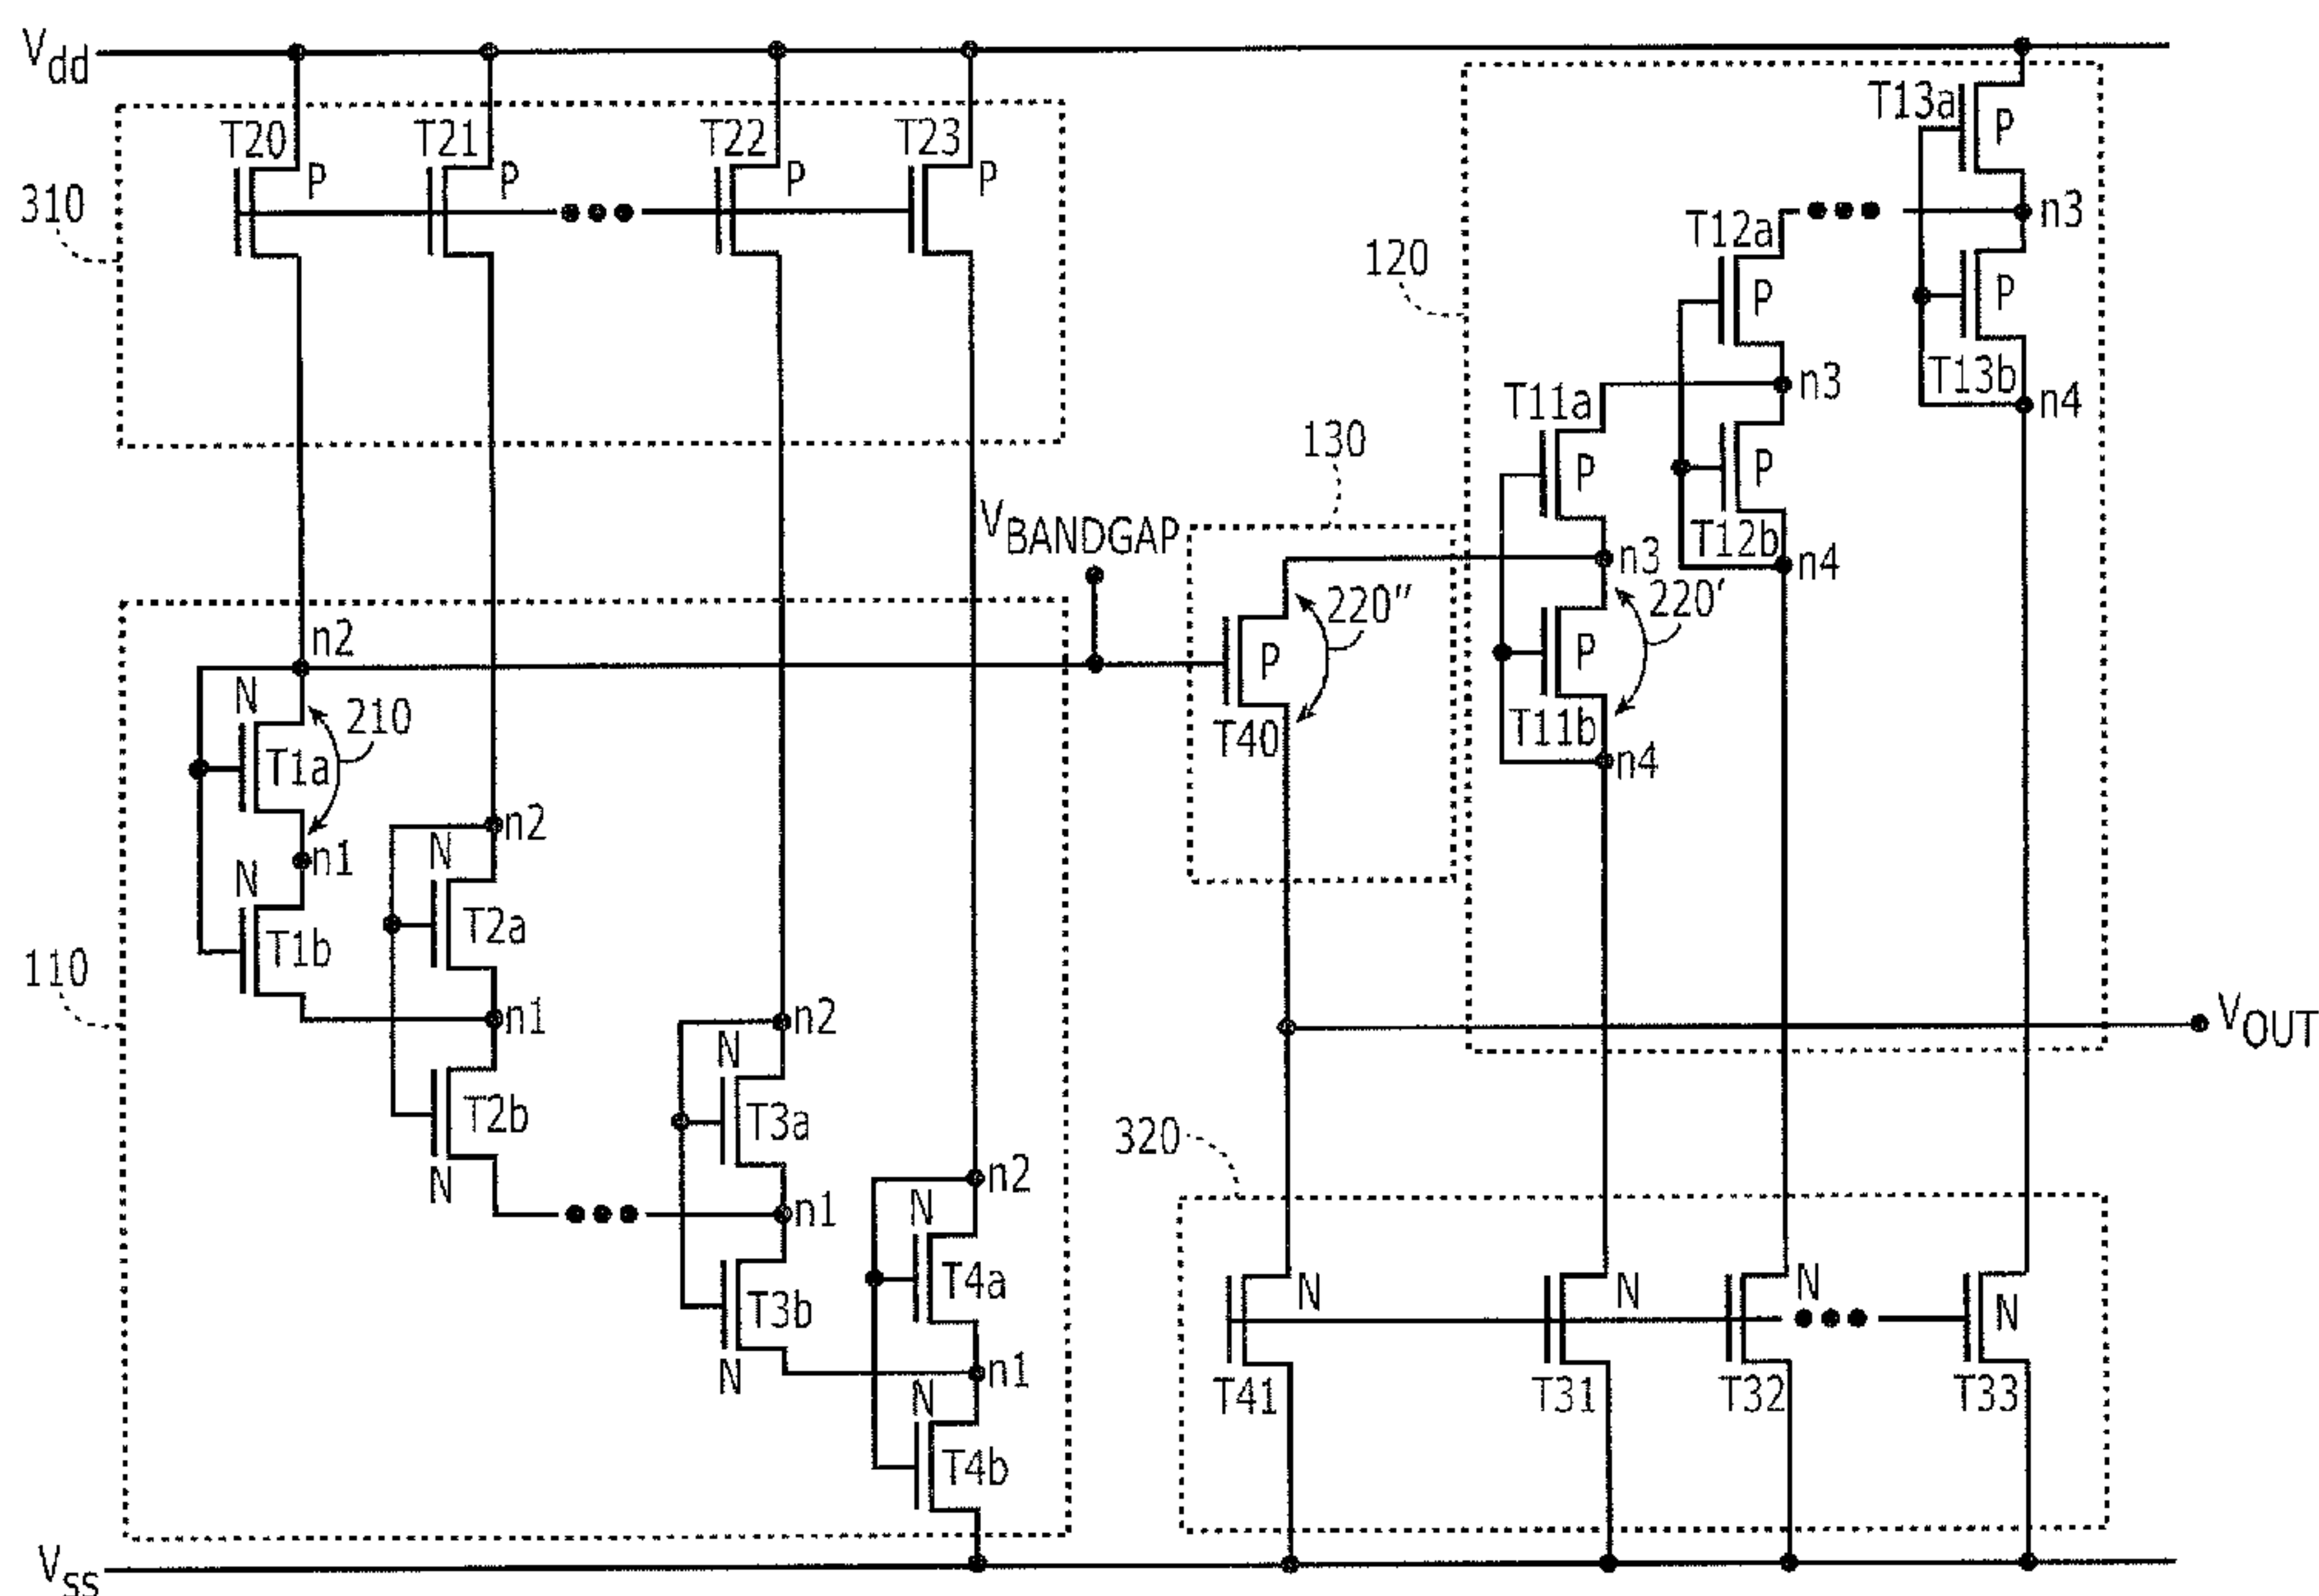 Vdd
T20
T21
T22
T23
T13a
P
P
P
P
P
310
n3
T12a
120
P
P
T13b
n3
n4
T11a
130
P
P
VBANDGAP
T12b
n3
n4
220"
220'
n2
P
P
N
210
T40
T11b
T1a
n4
n2
N
n1
N
T2a
T1b
110
n1
n2
VOUT
N
T2b
T3a
320
N
n2
n1
N
T4a
N
N
N
N
T3b
N
n1
T41
T31
T32
T33
N
T4b
Vss